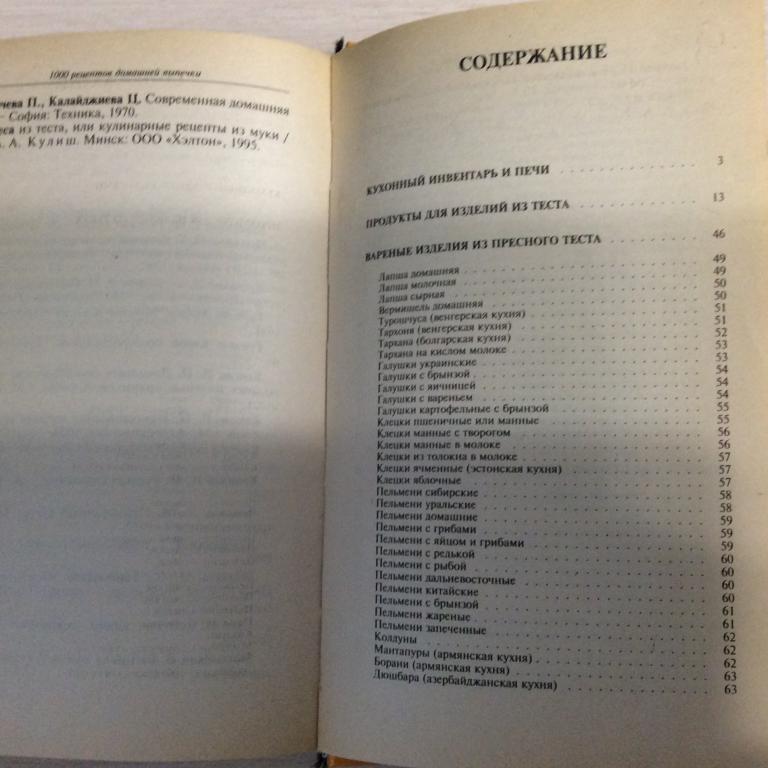 1000 рецептов домашней выпечки
чева П., Калайджиева Ц. Современная домашняя
– София: Техника, 1970.
еса из теста, или кулинарные рецепты из муки /
. А. Кулиш. Минск: ООО «Хэлтон», 1995.
СОДЕРЖАНИЕ
КУХОННЫЙ ИНВЕНТАРЬ И ПЕЧИ . . . . . . . . . . 3
ПРОДУКТЫ ДЛЯ ИЗДЕЛИЙ ИЗ ТЕСТА . . . . . . . . . . 13
ВАРЕНЫЕ ИЗДЕЛИЯ ИЗ ПРЕСНОГО ТЕСТА . . . . . . . . . . 46
Лапша домашняя . . . . . . . . . . 49
Лапша молочная . . . . . . . . . . 49
Лапша сырная . . . . . . . . . . 50
Вермишель домашняя . . . . . . . . . . 50
Турошчуса (венгерская кухня) . . . . . . . . . . 51
Тархоня (венгерская кухня) . . . . . . . . . . 51
Тархана (болгарская кухня) . . . . . . . . . . 52
Тархана на кислом молоке . . . . . . . . . . 53
Галушки украинские . . . . . . . . . . 53
Галушки с брынзой . . . . . . . . . . 54
Галушки с яичницей . . . . . . . . . . 54
Галушки с вареньем . . . . . . . . . . 54
Галушки картофельные с брынзой . . . . . . . . . . 55
Клецки пшеничные или манные . . . . . . . . . . 55
Клецки манные с творогом . . . . . . . . . . 56
Клецки манные в молоке . . . . . . . . . . 56
Клецки из толокна в молоке . . . . . . . . . . 57
Клецки ячменные (эстонская кухня) . . . . . . . . . . 57
Клецки яблочные . . . . . . . . . . 57
Пельмени сибирские . . . . . . . . . . 58
Пельмени уральские . . . . . . . . . . 58
Пельмени домашние . . . . . . . . . . 59
Пельмени с грибами . . . . . . . . . . 59
Пельмени с яйцом и грибами . . . . . . . . . . 59
Пельмени с редькой . . . . . . . . . . 60
Пельмени с рыбой . . . . . . . . . . 60
Пельмени дальневосточные . . . . . . . . . . 60
Пельмени китайские . . . . . . . . . . 60
Пельмени с брынзой . . . . . . . . . . 61
Пельмени жареные . . . . . . . . . . 61
Пельмени запеченные . . . . . . . . . . 62
Колдуны . . . . . . . . . . 62
Мантапуры (армянская кухня) . . . . . . . . . . 62
Борани (армянская кухня) . . . . . . . . . . 63
Дюшбара (азербайджанская кухня) . . . . . . . . . . 63